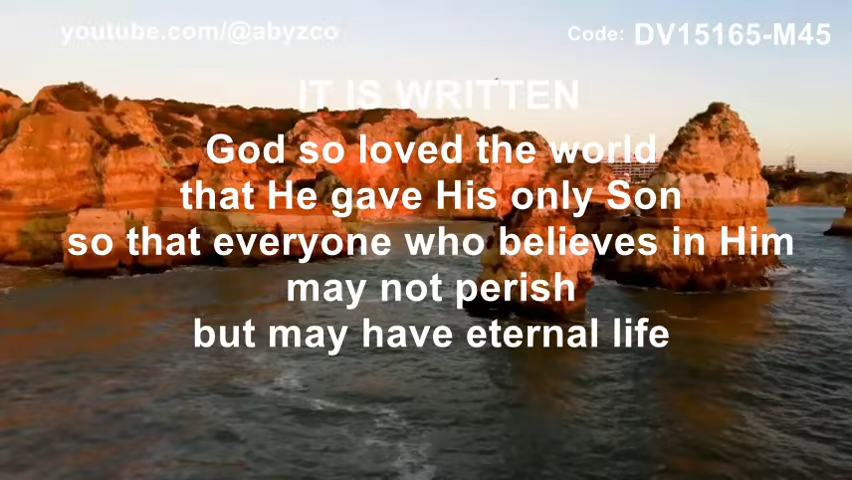 youtube.com/@abyzco
Code: DV15165-M45
IT IS WRITTEN
God so loved the world
that He gave His only Son
so that everyone who believes in Him
may not perish
but may have eternal life